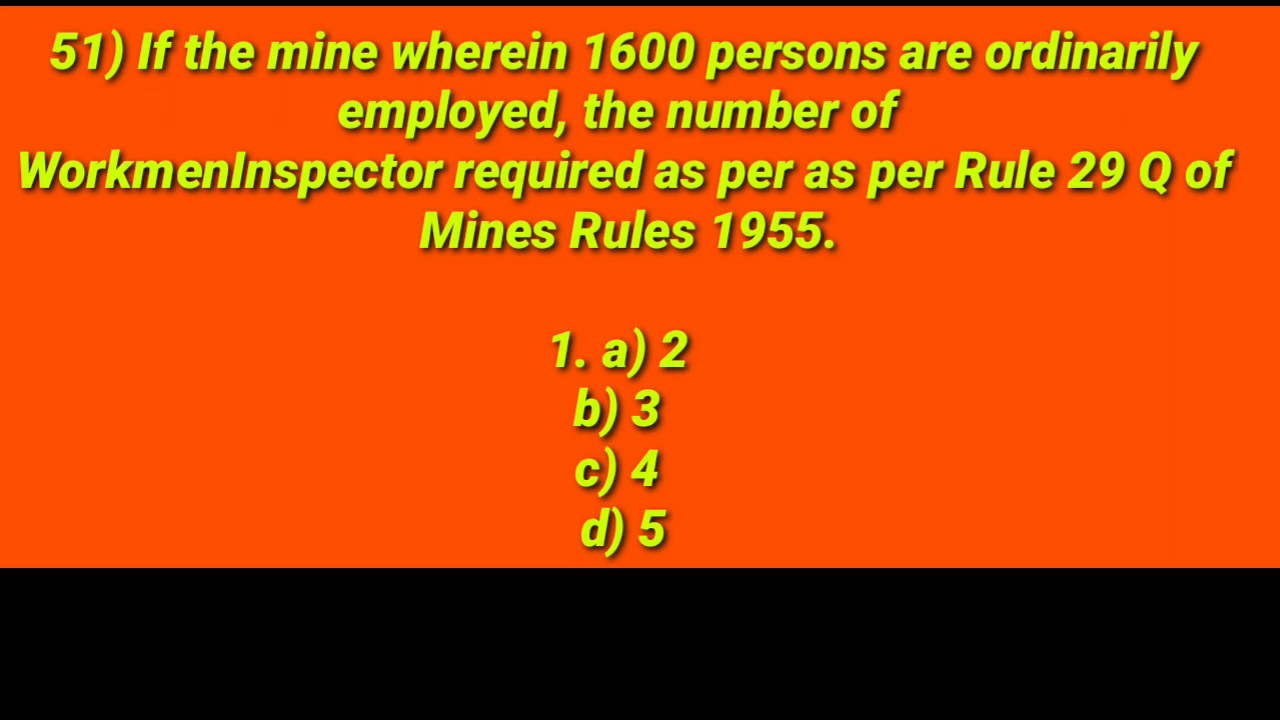 51) If the mine wherein 1600 persons are ordinarily
employed, the number of
WorkmenInspector required as per as per Rule 29 Q of
Mines Rules 1955.
1. a) 2
b) 3
c) 4
d) 5